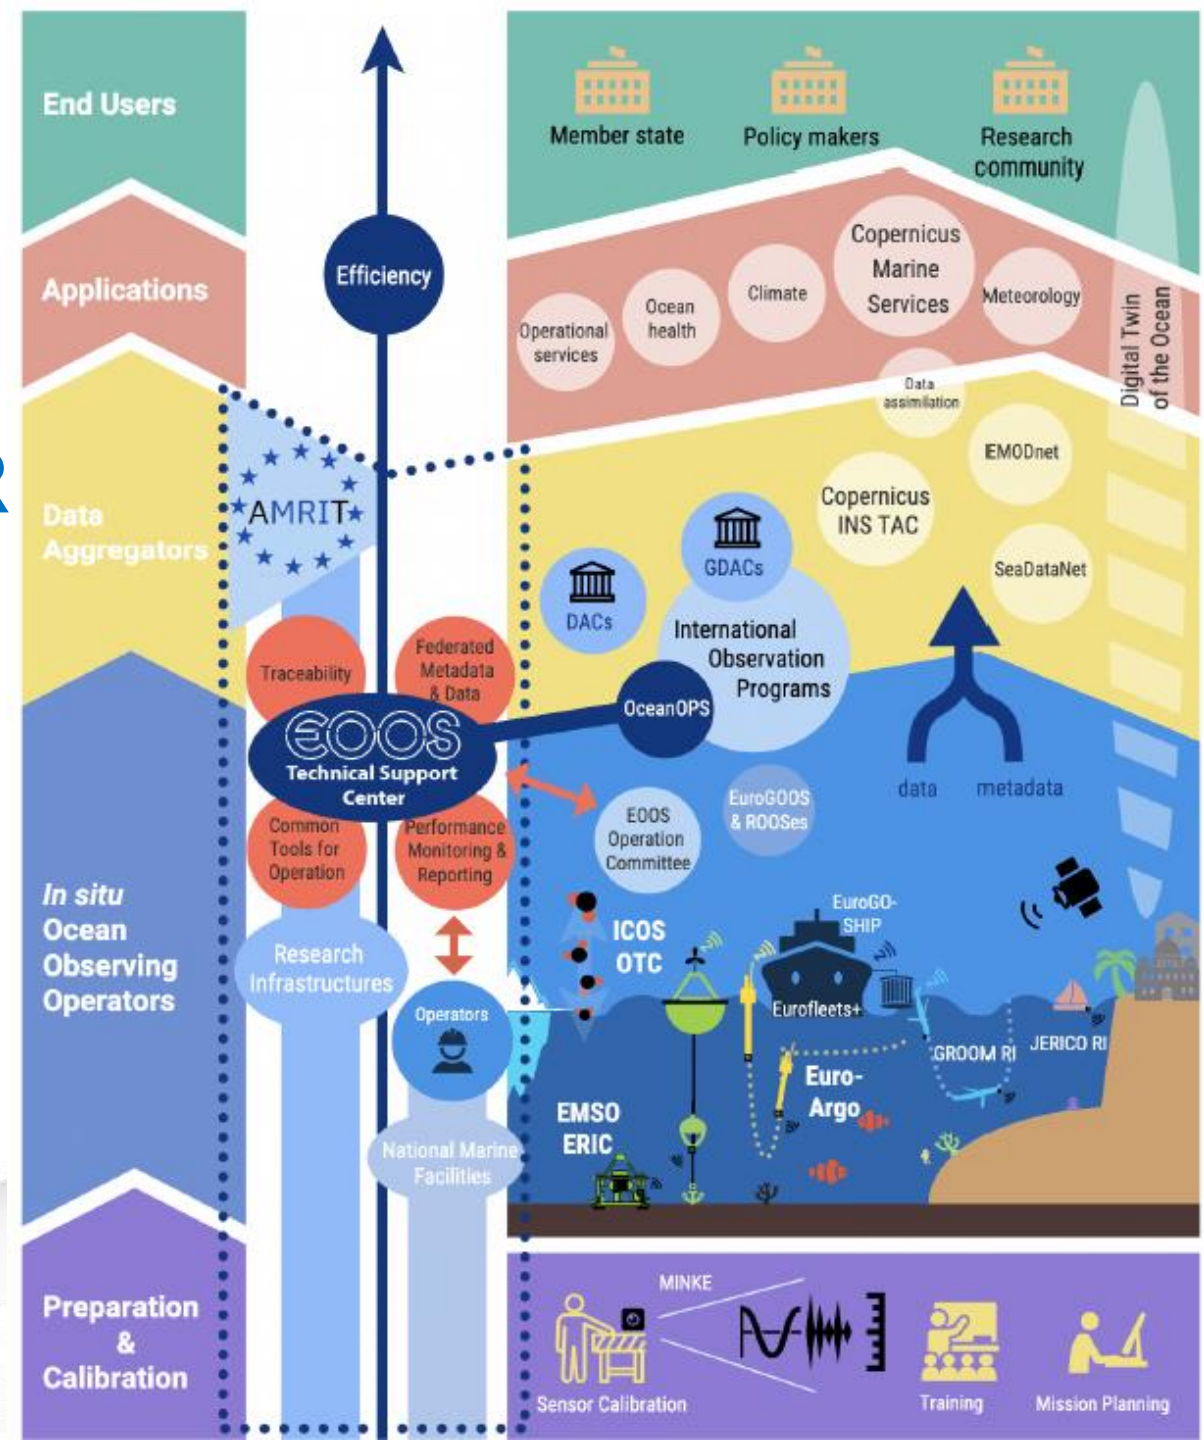 End Users
Member state
Policy makers
Research
community
Applications
Efficiency
Operational
services
Ocean
health
Climate
Copernicus
Marine
Services
Meteorology
Digital Twin
of the Ocean
Data
assimilation
R
Data
Aggregators
AMRIT
EMODnet
Copernicus
INS TAC
SeaDataNet
GDACs
DACs
International
Observation
Programs
OceanOPS
Traceability
Federated
Metadata
& Data
EOOS
Technical Support
Center
Common
Tools for
Operation
Performance
Monitoring &
Reporting
data
metadata
EuroGOOS
& ROOSes
EOOS
Operation
Committee
In situ
Ocean
Observing
Operators
Research
Infrastructures
Operators
National Marine
Facilities
ICOS
OTC
EuroGO-
SHIP
Eurofleets+
GROOM RI
JERICO RI
Euro-
Argo
EMSO
ERIC
Preparation
&
Calibration
MINKE
Sensor Calibration
Training
Mission Planning